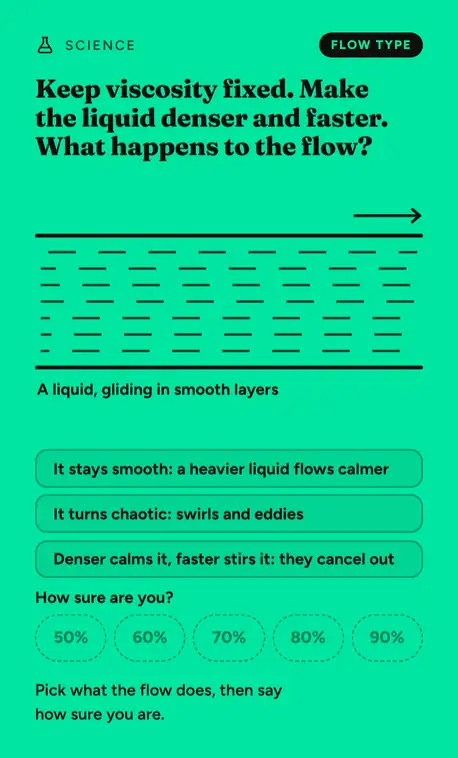 SCIENCE
FLOW TYPE
Keep viscosity fixed. Make
the liquid denser and faster.
What happens to the flow?
A liquid, gliding in smooth layers
It stays smooth: a heavier liquid flows calmer
It turns chaotic: swirls and eddies
Denser calms it, faster stirs it: they cancel out
How sure are you?
50%
60%
70%
80%
90%
Pick what the flow does, then say
how sure you are.